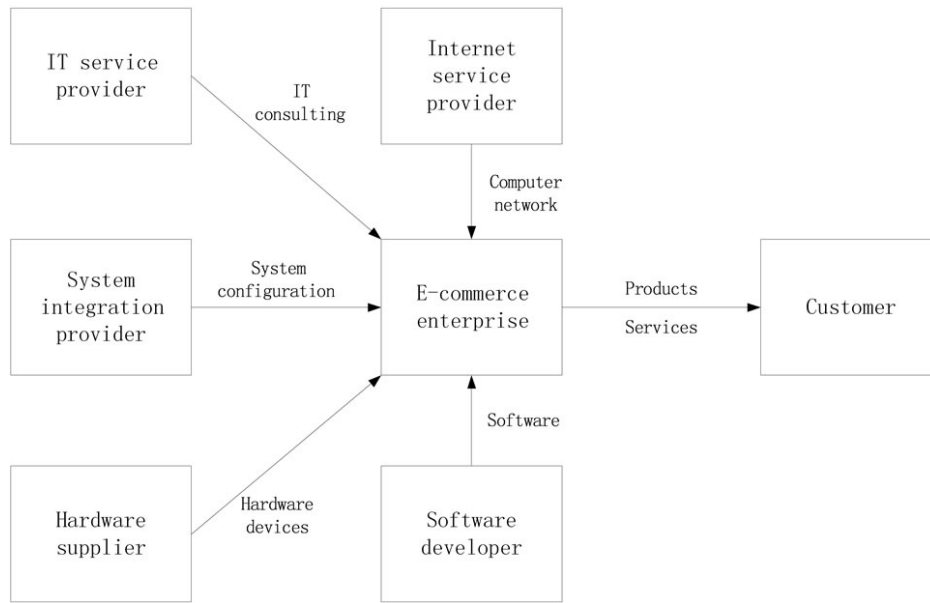 IT service
provider
IT
consulting
Internet
service
provider
Computer
network
System
integration
provider
System
configuration
E-commerce
enterprise
Products
Services
Customer
Software
Hardware
supplier
Hardware
devices
Software
developer